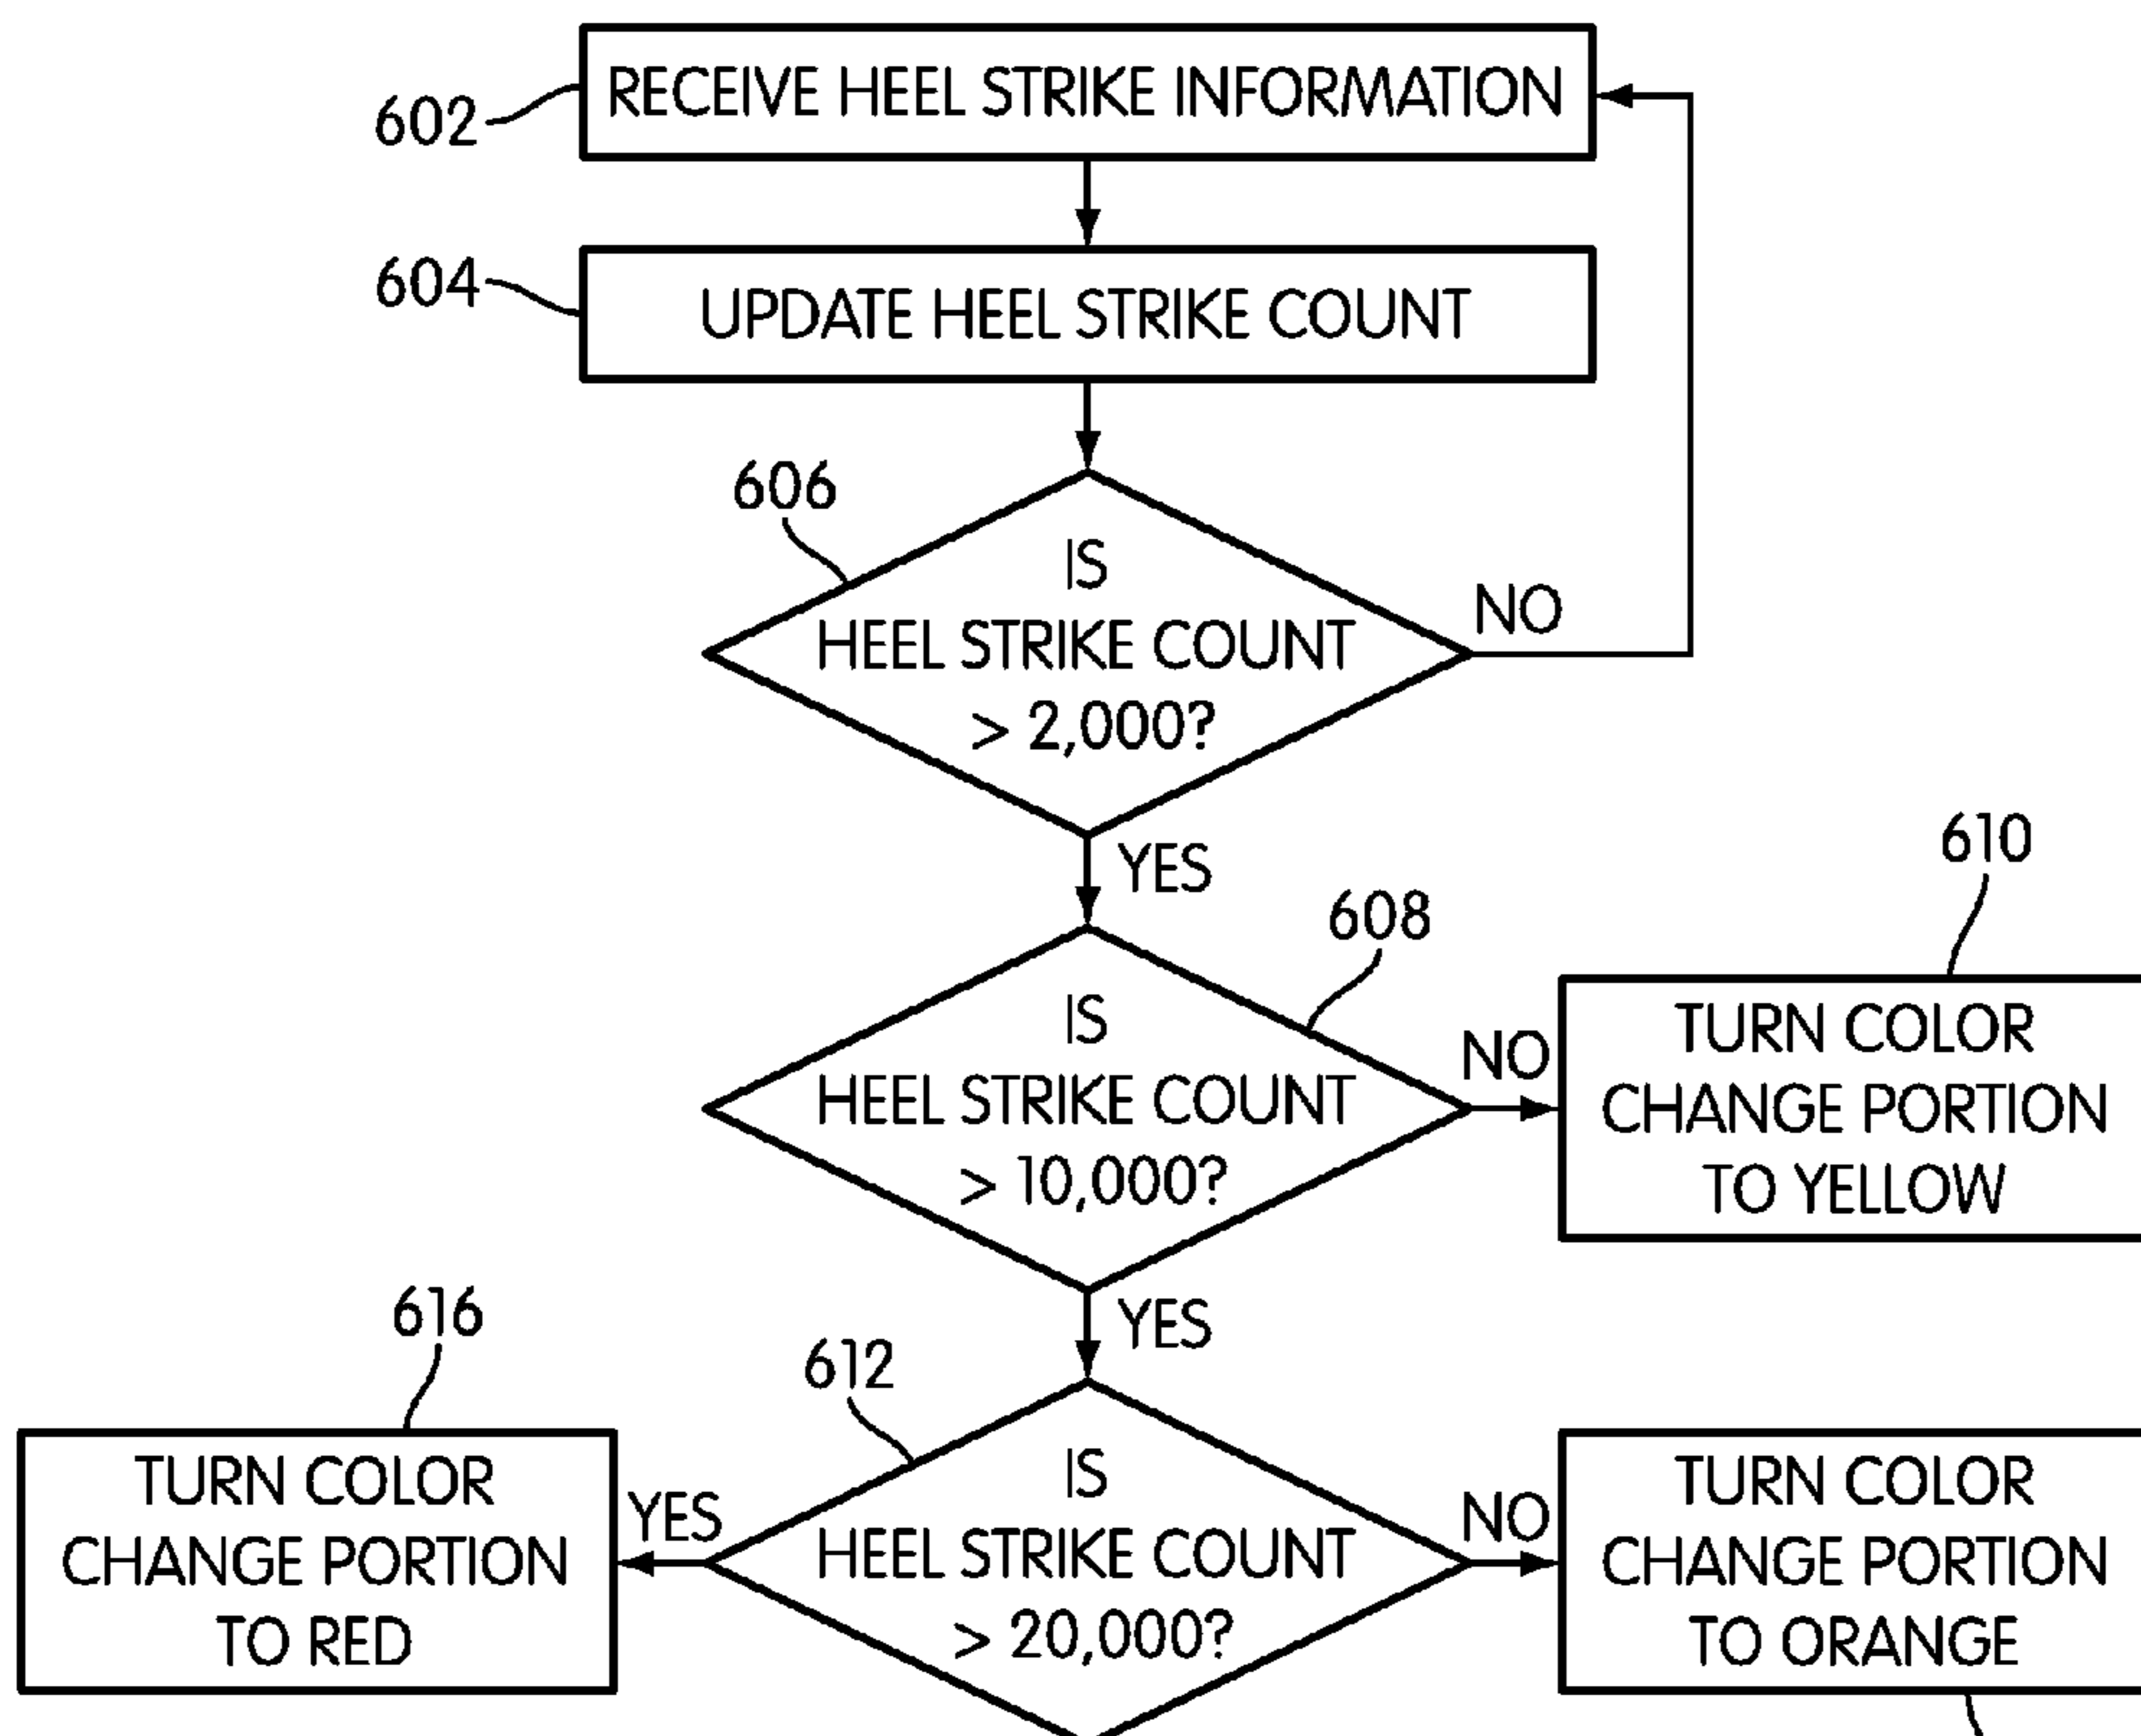 RECEIVE HEEL STRIKE INFORMATION
602
604
UPDATE HEEL STRIKE COUNT
606
IS
HEEL STRIKE COUNT
> 2,000?
NO
YES
608
610
IS
HEEL STRIKE COUNT
> 10,000?
NO
TURN COLOR
CHANGE PORTION
TO YELLOW
YES
616
612
TURN COLOR
CHANGE PORTION
TO RED
YES
IS
HEEL STRIKE COUNT
> 20,000?
NO
TURN COLOR
CHANGE PORTION
TO ORANGE